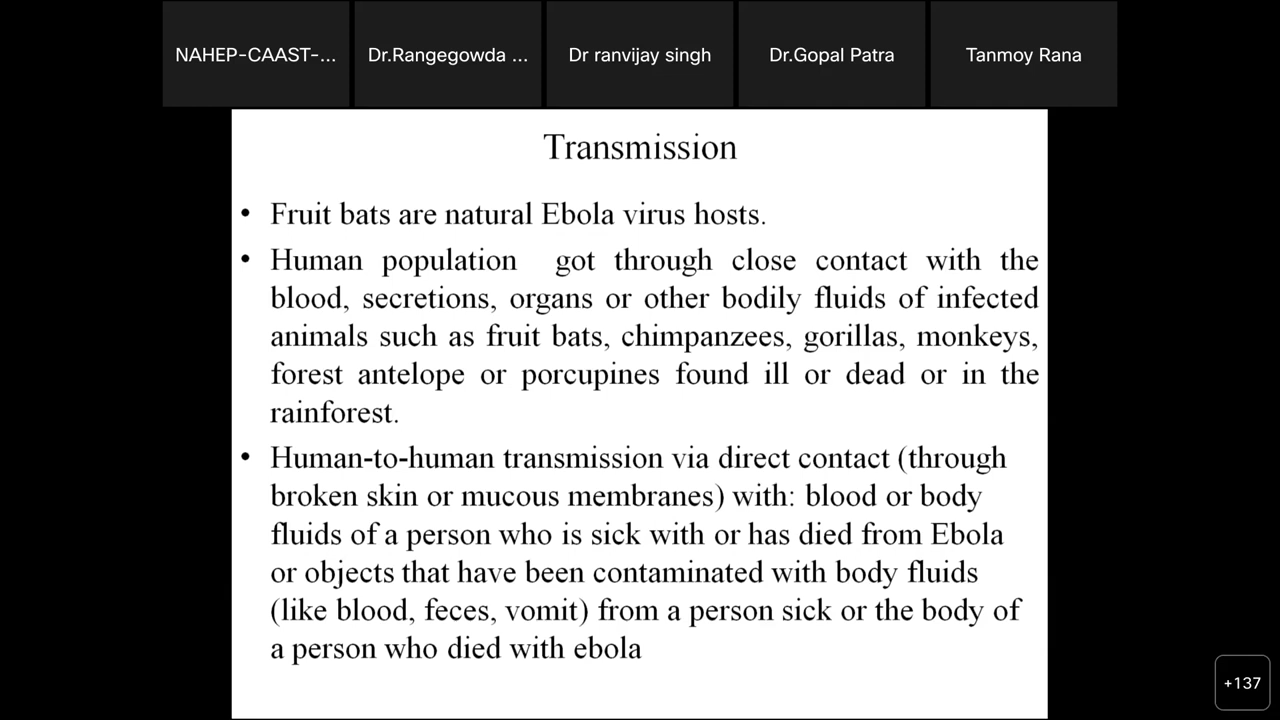 NAHEP-CAAST-...
Dr.Rangegowda ...
Dr ranvijay singh
Dr.Gopal Patra
Tanmoy Rana
Transmission
• Fruit bats are natural Ebola virus hosts.
• Human population got through close contact with the
blood, secretions, organs or other bodily fluids of infected
animals such as fruit bats, chimpanzees, gorillas, monkeys,
forest antelope or porcupines found ill or dead or in the
rainforest.
• Human-to-human transmission via direct contact (through
broken skin or mucous membranes) with: blood or body
fluids of a person who is sick with or has died from Ebola
or objects that have been contaminated with body fluids
(like blood, feces, vomit) from a person sick or the body of
a person who died with ebola
+137